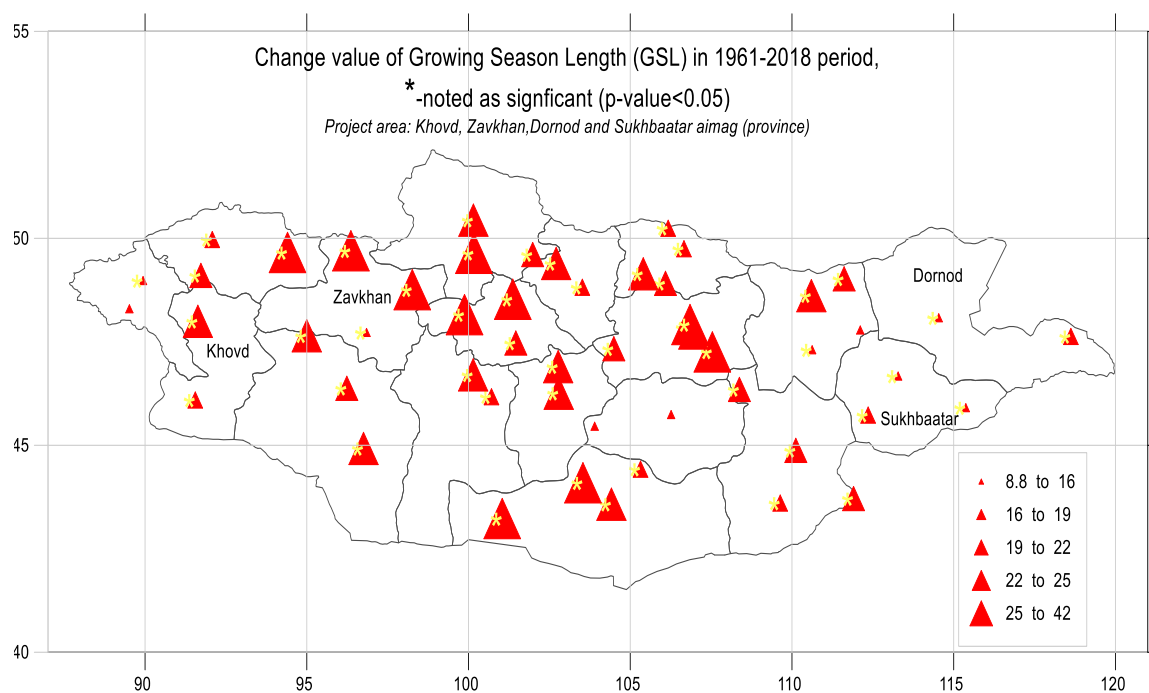 55
Change value of Growing Season Length (GSL) in 1961-2018 period,
*-noted as signficant (p-value<0.05)
Project area: Khovd, Zavkhan,Dornod and Sukhbaatar aimag (province)
50
Dornod
Zavkhan
Khovd
Sukhbaatar
45
8.8 to 16
16 to 19
19 to 22
22 to 25
25 to 42
40
90 95 100 105 110 115 120